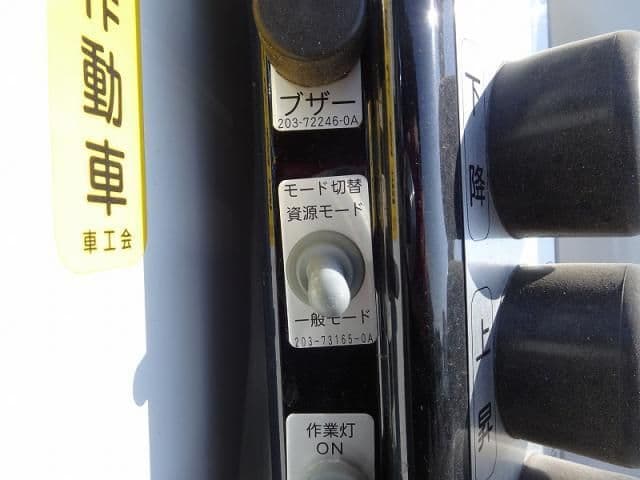 作動車
車工会
ブザー
203-72246-0A
モード切替
資源モード
一般モード
203-73165-0A
作業灯
ON
下降
上昇